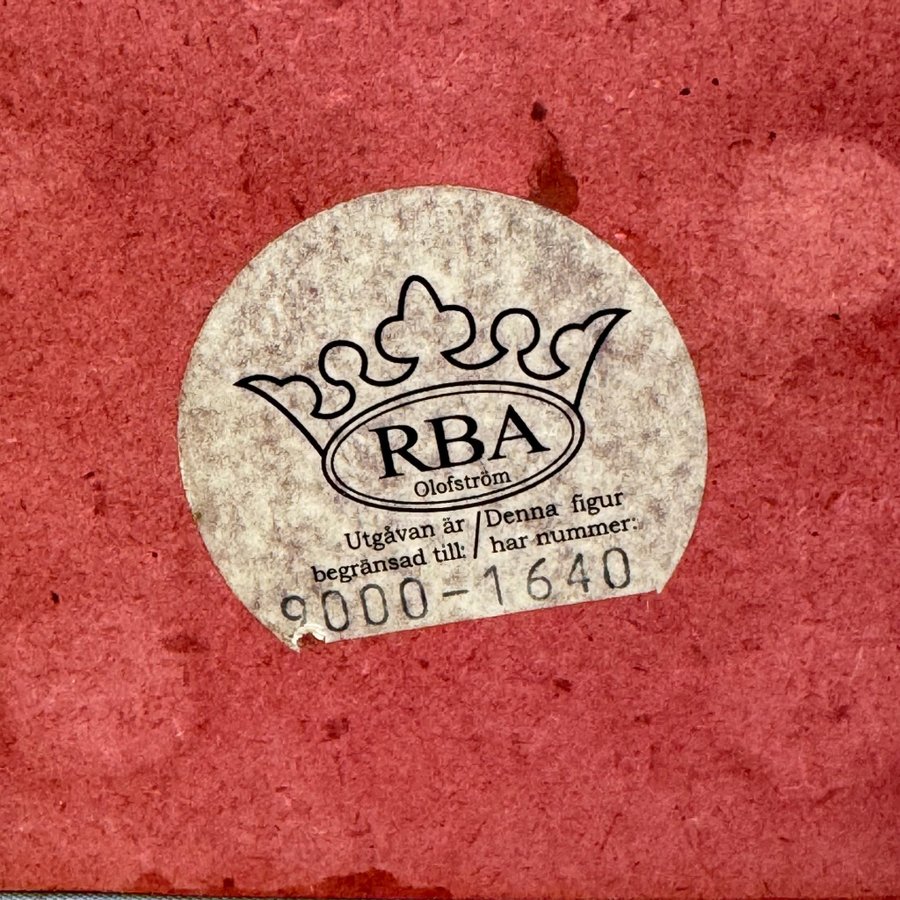 RBA
Olofström
Utgåvan är / Denna figur
begränsad till: har nummer:
9000-1640